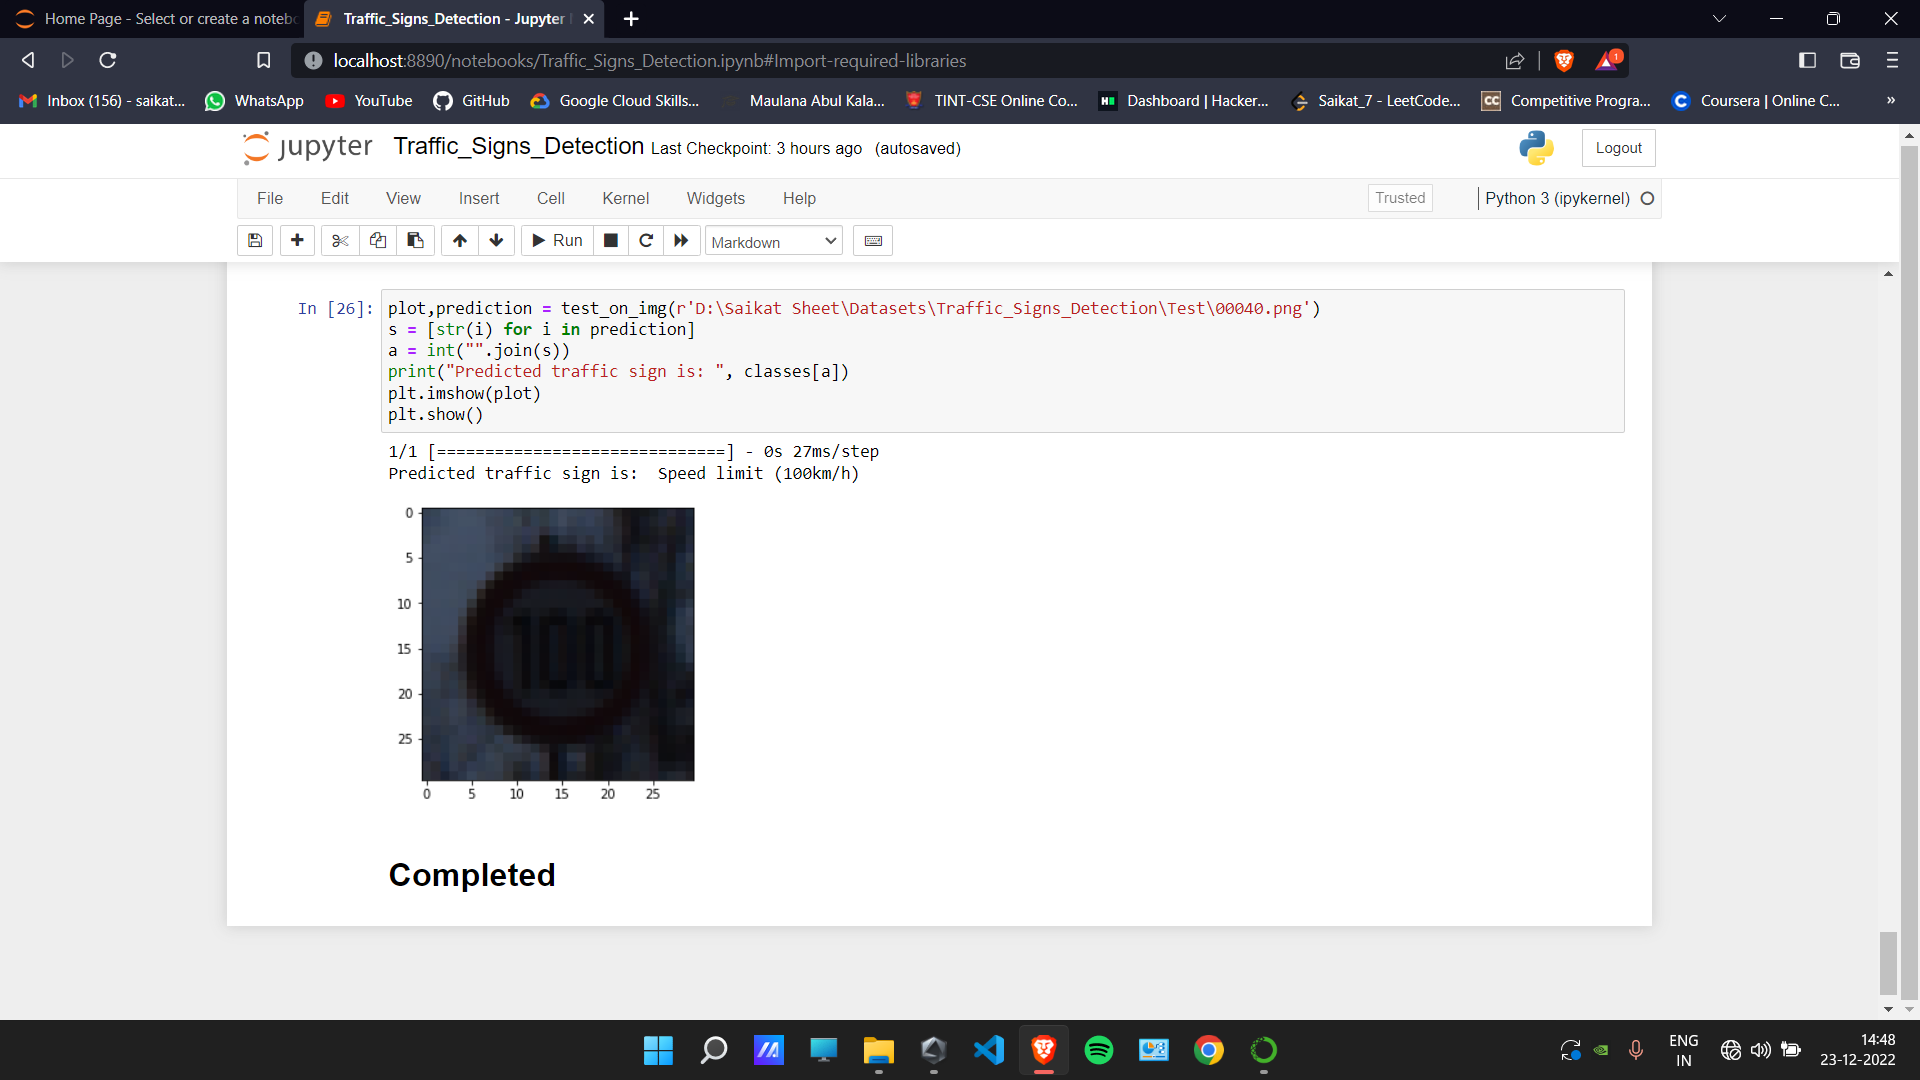 Home Page - Select or create a notebo
Traffic_Signs_Detection - Jupyter
localhost:8890/notebooks/Traffic_Signs_Detection.ipynb#Import-required-libraries
1
Inbox (156) - saikat...
WhatsApp
YouTube
GitHub
Google Cloud Skills...
Maulana Abul Kala...
TINT-CSE Online Co...
Dashboard | Hacker...
Saikat_7 - LeetCode...
CC
Competitive Progra...
Coursera | Online C...
»
jupyter Traffic_Signs_Detection Last Checkpoint: 3 hours ago (autosaved)
Logout
File Edit View Insert Cell Kernel Widgets Help
Trusted
Python 3 (ipykernel)
Run
Markdown
In [26]:
plot,prediction = test_on_img(r'D:\Saikat Sheet\Datasets\Traffic_Signs_Detection\Test\00040.png')
s = [str(i) for i in prediction]
a = int("".join(s))
print("Predicted traffic sign is: ", classes[a])
plt.imshow(plot)
plt.show()
1/1 [==============================] - 0s 27ms/step
Predicted traffic sign is:  Speed limit (100km/h)
0
5
10
15
20
25
100
0 5 10 15 20 25
Completed
ENG
IN
14:48
23-12-2022